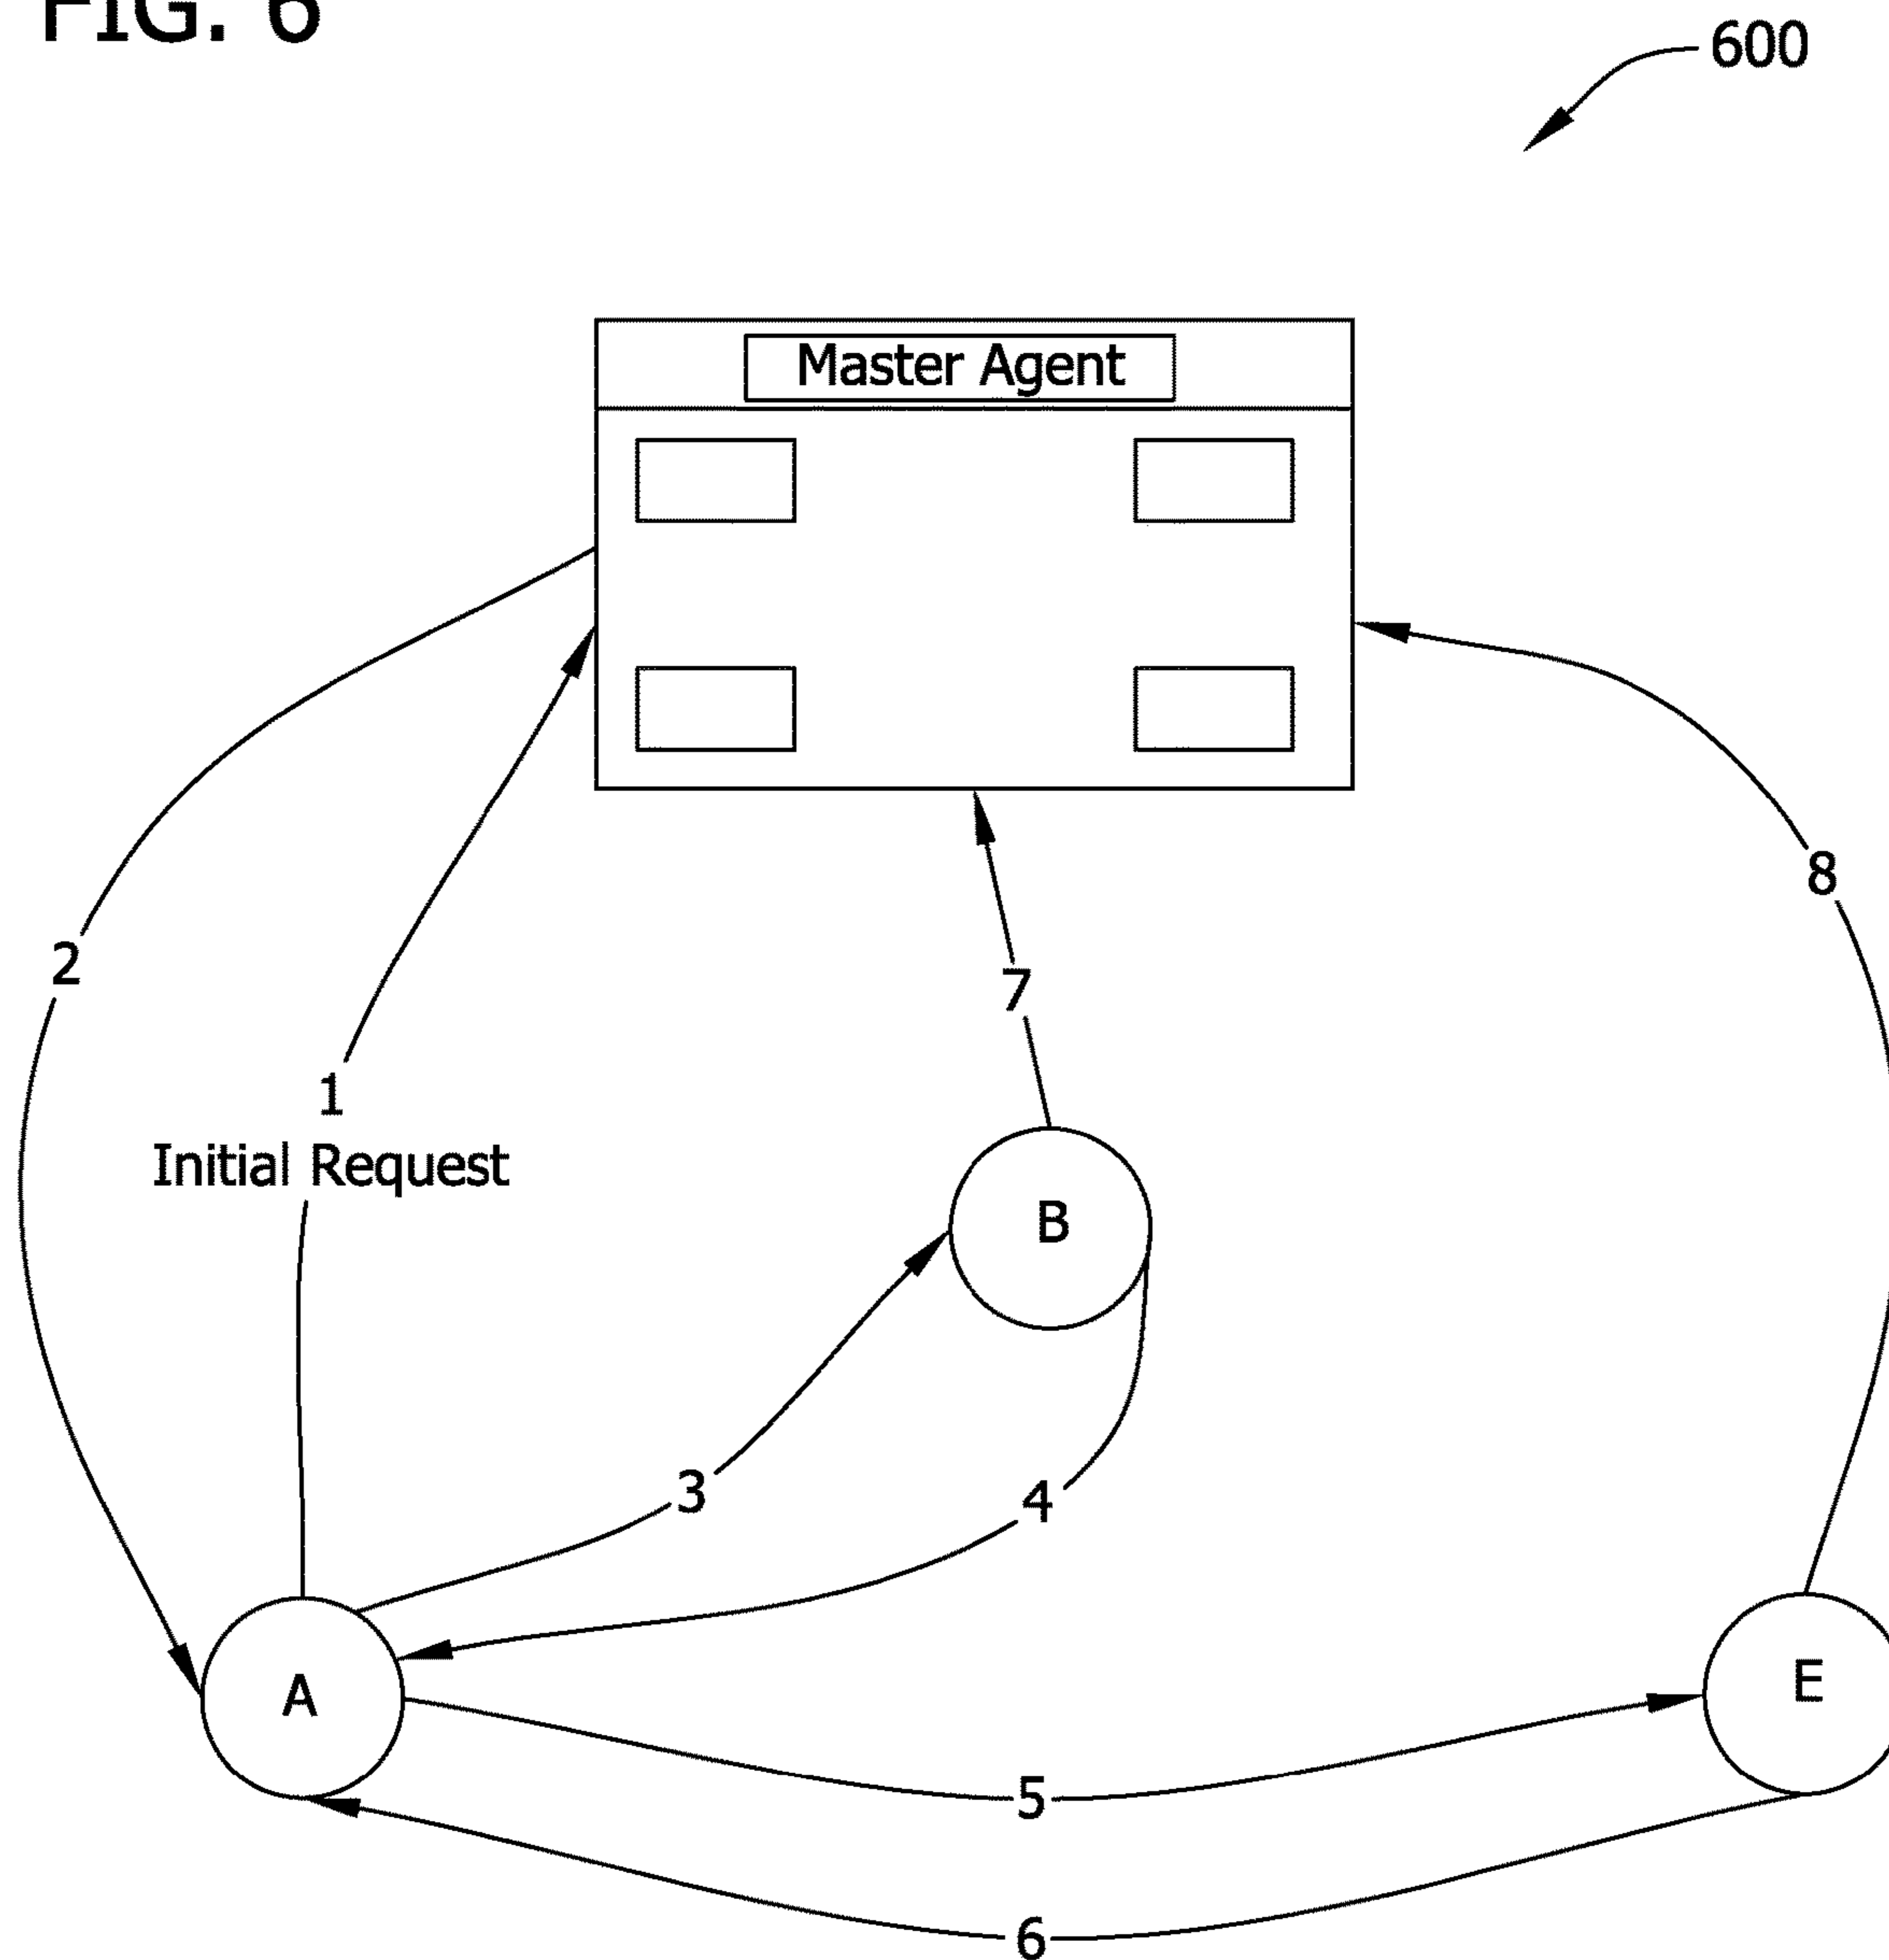 FIG. 6
600
Master Agent
8
2
7
1
Initial Request
B
3
4
E
A
5
6